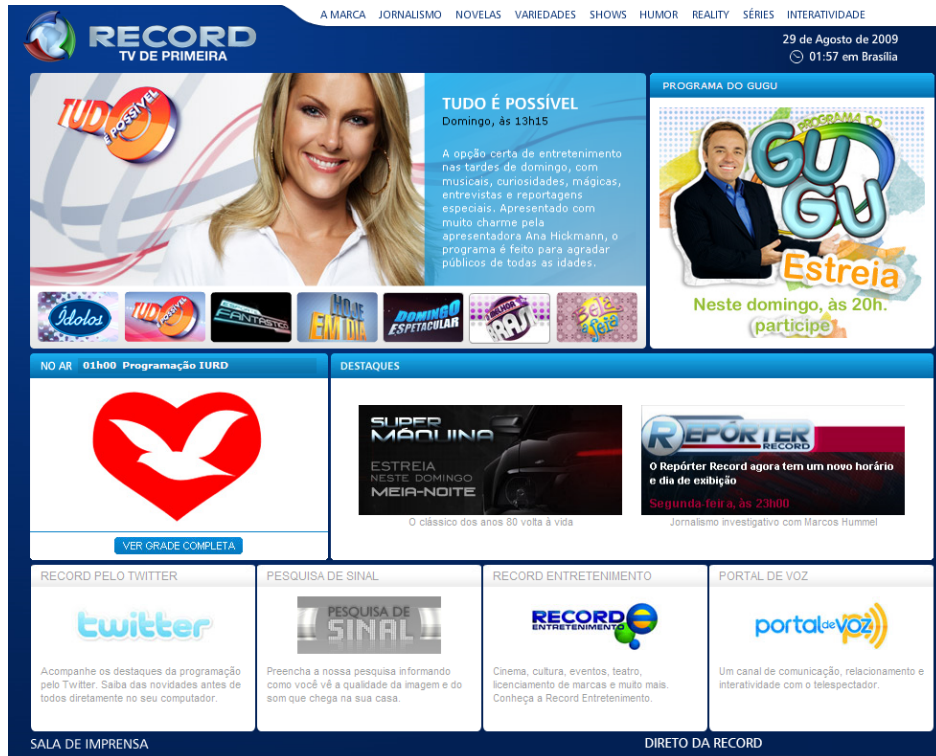 A MARCA JORNALISMO NOVELAS VARIEDADES SHOWS HUMOR REALITY SÉRIES INTERATIVIDADE
RECORD
TV DE PRIMEIRA
29 de Agosto de 2009
01:57 em Brasília
TUDO É POSSÍVEL
TUDO É POSSÍVEL
Domingo, às 13h15
A opção certa de entretenimento
nas tardes de domingo, com
musicais, curiosidades, mágicas,
entrevistas e reportagens
especiais. Apresentado com
muito charme pela
apresentadora Ana Hickmann, o
programa é feito para agradar
públicos de todas as idades.
PROGRAMA DO GUGU
PROGRAMA DO
GUGU
Estreia
Neste domingo, às 20h.
participe
Ídolos
TUDO É POSSÍVEL
FANTÁSTICO
HOJE
EM DIA
DOMINGO
ESPETACULAR
MELHOR
BRASIL
Bela
a feia
NO AR 01h00 Programação IURD
VER GRADE COMPLETA
DESTAQUES
SUPER
MÁQUINA
ESTREIA
NESTE DOMINGO
MEIA-NOITE
O clássico dos anos 80 volta à vida
REPÓRTER
RECORD
O Repórter Record agora tem um novo horário
e dia de exibição
Segunda-feira, às 23h00
Jornalismo investigativo com Marcos Hummel
RECORD PELO TWITTER
twitter
Acompanhe os destaques da programação
pelo Twitter. Saiba das novidades antes de
todos diretamente no seu computador.
PESQUISA DE SINAL
PESQUISA DE
SINAL
Preencha a nossa pesquisa informando
como você vê a qualidade da imagem e do
som que chega na sua casa.
RECORD ENTRETENIMENTO
RECORD
ENTRETENIMENTO
Cinema, cultura, eventos, teatro,
licenciamento de marcas e muito mais.
Conheça a Record Entretenimento.
PORTAL DE VOZ
portal de voz
Um canal de comunicação, relacionamento e
interatividade com o telespectador.
SALA DE IMPRENSA
DIRETO DA RECORD